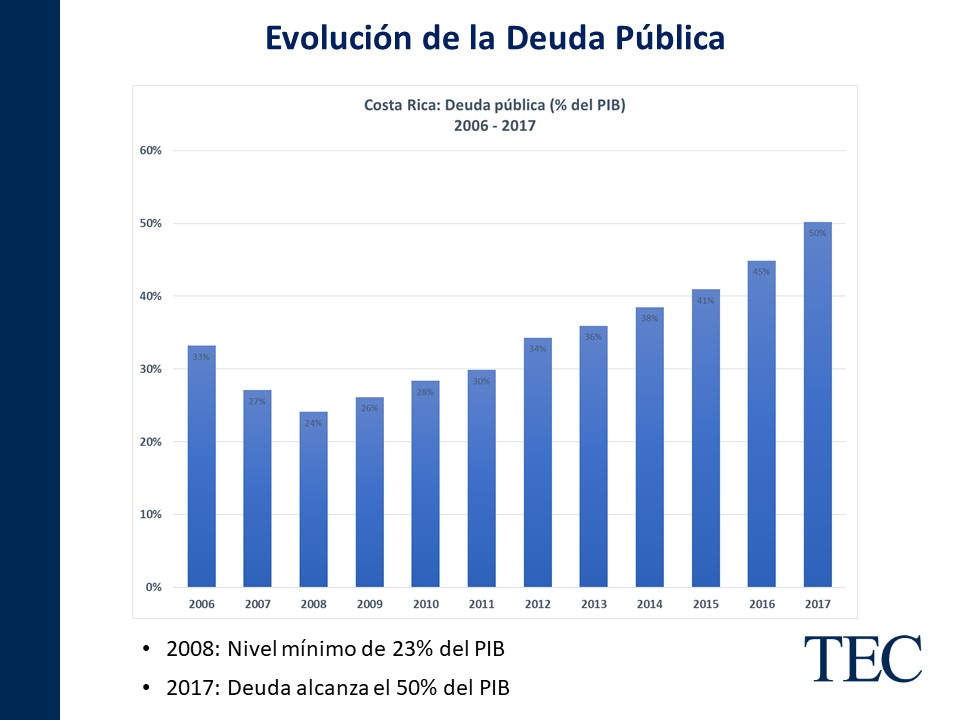 Evolución de la Deuda Pública
Costa Rica: Deuda pública (% del PIB)
2006 - 2017
60%
50%
40%
30%
20%
10%
0%
33%
27%
24%
26%
28%
30%
34%
36%
38%
41%
45%
50%
2006 2007 2008 2009 2010 2011 2012 2013 2014 2015 2016 2017
• 2008: Nivel mínimo de 23% del PIB
• 2017: Deuda alcanza el 50% del PIB
TEC